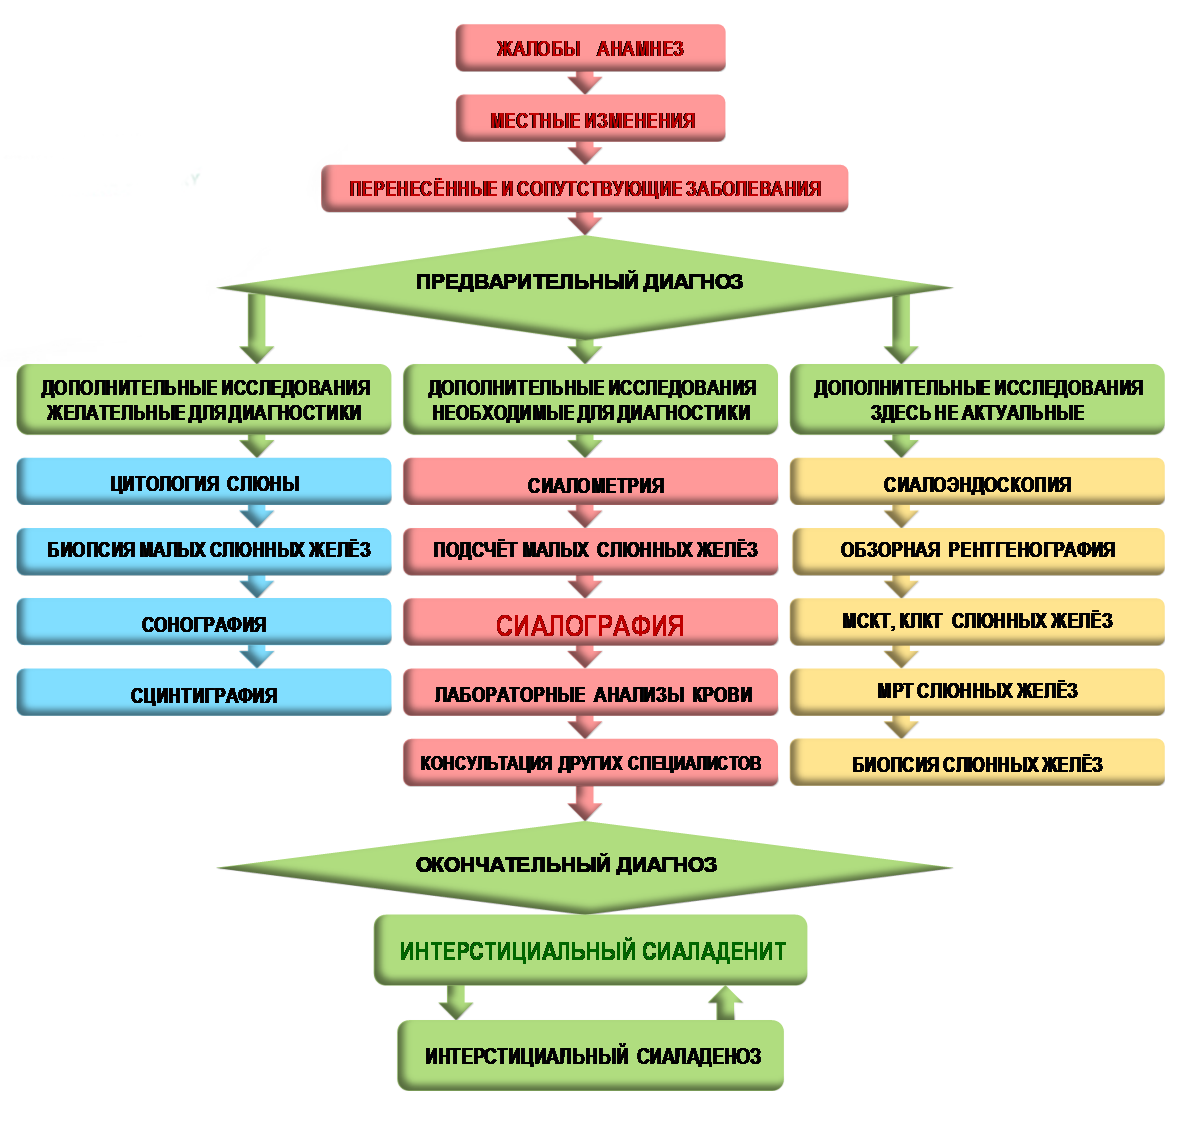 ЖАЛОБЫ АНАМНЕЗ
МЕСТНЫЕ ИЗМЕНЕНИЯ
ПЕРЕНЕСЁННЫЕ И СОПУТСТВУЮЩИЕ ЗАБОЛЕВАНИЯ
ПРЕДВАРИТЕЛЬНЫЙ ДИАГНОЗ
ДОПОЛНИТЕЛЬНЫЕ ИССЛЕДОВАНИЯ
ЖЕЛАТЕЛЬНЫЕ ДЛЯ ДИАГНОСТИКИ
ЦИТОЛОГИЯ СЛЮНЫ
БИОПСИЯ МАЛЫХ СЛЮННЫХ ЖЕЛЁЗ
СОНОГРАФИЯ
СЦИНТИГРАФИЯ
ДОПОЛНИТЕЛЬНЫЕ ИССЛЕДОВАНИЯ
НЕОБХОДИМЫЕ ДЛЯ ДИАГНОСТИКИ
СИАЛОМЕТРИЯ
ПОДСЧЁТ МАЛЫХ СЛЮННЫХ ЖЕЛЁЗ
СИАЛОГРАФИЯ
ЛАБОРАТОРНЫЕ АНАЛИЗЫ КРОВИ
КОНСУЛЬТАЦИЯ ДРУГИХ СПЕЦИАЛИСТОВ
ДОПОЛНИТЕЛЬНЫЕ ИССЛЕДОВАНИЯ
ЗДЕСЬ НЕ АКТУАЛЬНЫЕ
СИАЛОЭНДОСКОПИЯ
ОБЗОРНАЯ РЕНТГЕНОГРАФИЯ
МСКТ, КЛКТ СЛЮННЫХ ЖЕЛЁЗ
МРТ СЛЮННЫХ ЖЕЛЁЗ
БИОПСИЯ СЛЮННЫХ ЖЕЛЁЗ
ОКОНЧАТЕЛЬНЫЙ ДИАГНОЗ
ИНТЕРСТИЦИАЛЬНЫЙ СИАЛАДЕНИТ
ИНТЕРСТИЦИАЛЬНЫЙ СИАЛАДЕНОЗ